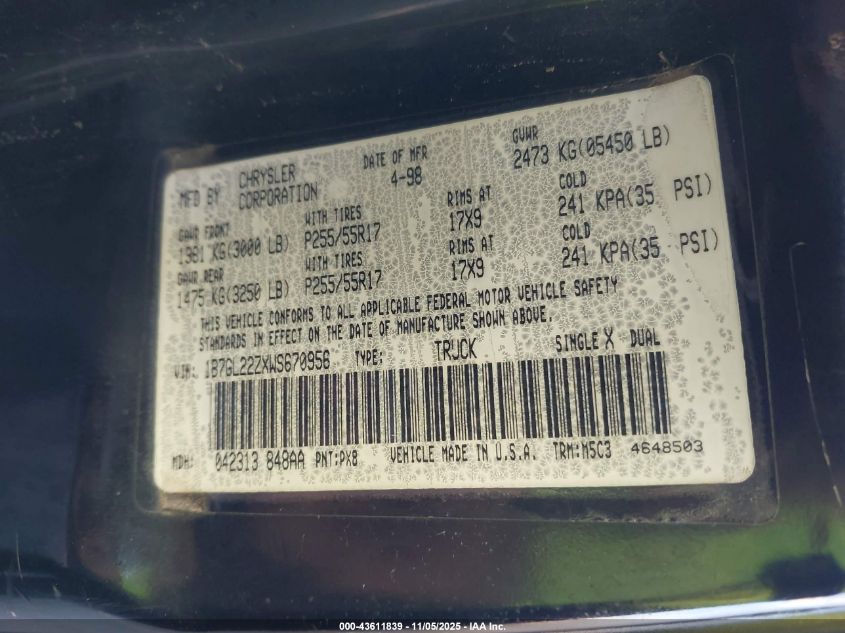 MFD BY CHRYSLER CORPORATION DATE OF MFR 4-98 GVWR 2473 KG(05450 LB)
GAWR FRONT 1361 KG(3000 LB) WITH TIRES P255/55R17 RIMS AT 17X9 COLD 241 KPA(35 PSI)
GAWR REAR 1475 KG(3250 LB) WITH TIRES P255/55R17 RIMS AT 17X9 COLD 241 KPA(35 PSI)
THIS VEHICLE CONFORMS TO ALL APPLICABLE FEDERAL MOTOR VEHICLE SAFETY
STANDARDS IN EFFECT ON THE DATE OF MANUFACTURE SHOWN ABOVE.
VIN: 1B7GL22ZXWS670956 TYPE: TRUCK SINGLE X DUAL
MDH: 042313 848AA PNT:PX8 VEHICLE MADE IN U.S.A. TRM:M5C3 4648503
000-43611839 - 11/05/2025 - IAA Inc.